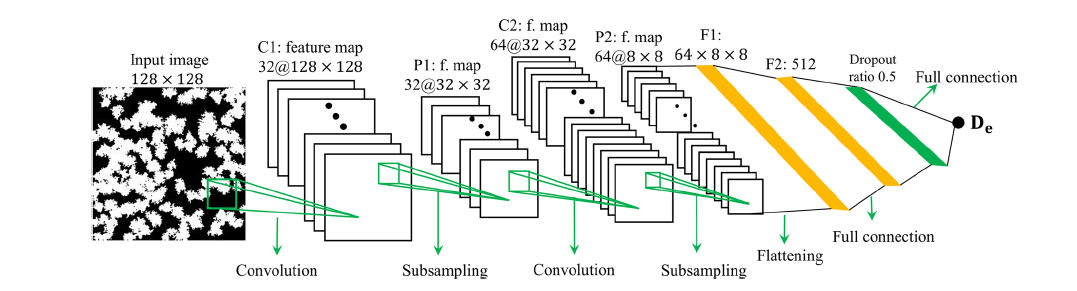 Input image
128 × 128
C1: feature map
32@128 × 128
P1: f. map
32@32 × 32
C2: f. map
64@32 × 32
P2: f. map
64@8 × 8
F1:
64 × 8 × 8
F2: 512
Dropout
ratio 0.5
Full connection
De
Convolution
Subsampling
Convolution
Subsampling
Flattening
Full connection